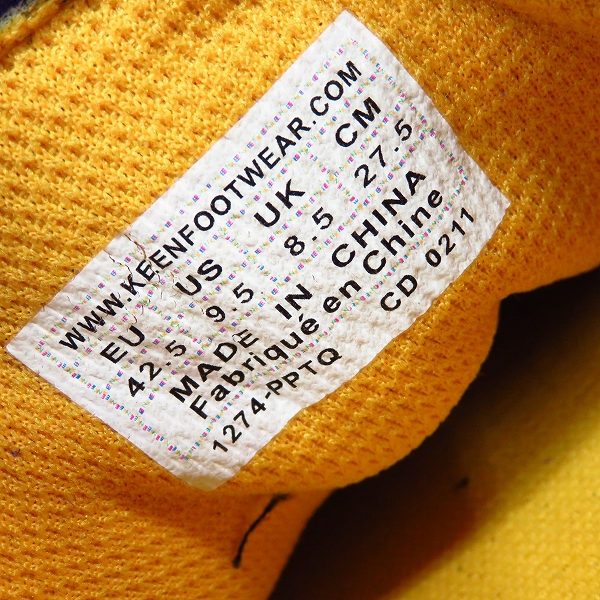 WWW.KEENFOOTWEAR.COM
EU US UK CM
42.5 9.5 8.5 27.5
MADE IN CHINA
Fabriqué en Chine
1274-PPTQ CD 0211